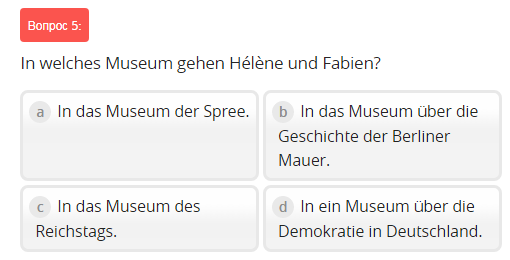 Вопрос 5:
In welches Museum gehen Hélène und Fabien?
a In das Museum der Spree.
b In das Museum über die
Geschichte der Berliner
Mauer.
c In das Museum des
Reichstags.
d In ein Museum über die
Demokratie in Deutschland.